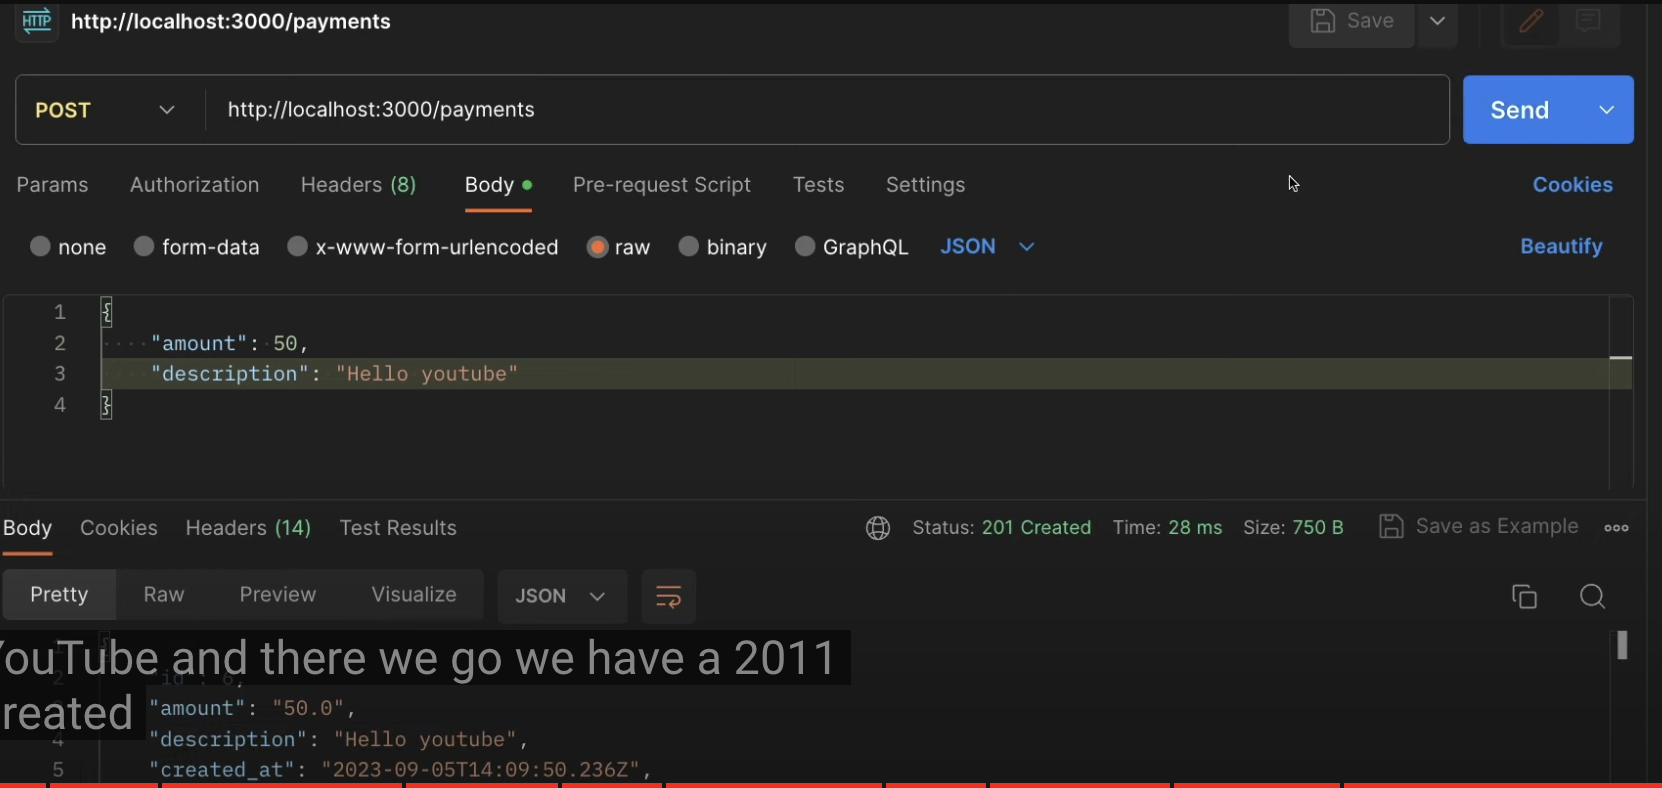 HTTP http://localhost:3000/payments Save
POST http://localhost:3000/payments Send
Params Authorization Headers (8) Body Pre-request Script Tests Settings Cookies
none form-data x-www-form-urlencoded raw binary GraphQL JSON Beautify
1 {
2 "amount": 50,
3 "description": "Hello youtube"
4 }
Body Cookies Headers (14) Test Results Status: 201 Created Time: 28 ms Size: 750 B Save as Example
Pretty Raw Preview Visualize JSON
ouTube and there we go we have a 2011
reated
2 "id": 6,
"amount": "50.0",
4 "description": "Hello youtube",
5 "created_at": "2023-09-05T14:09:50.236Z",